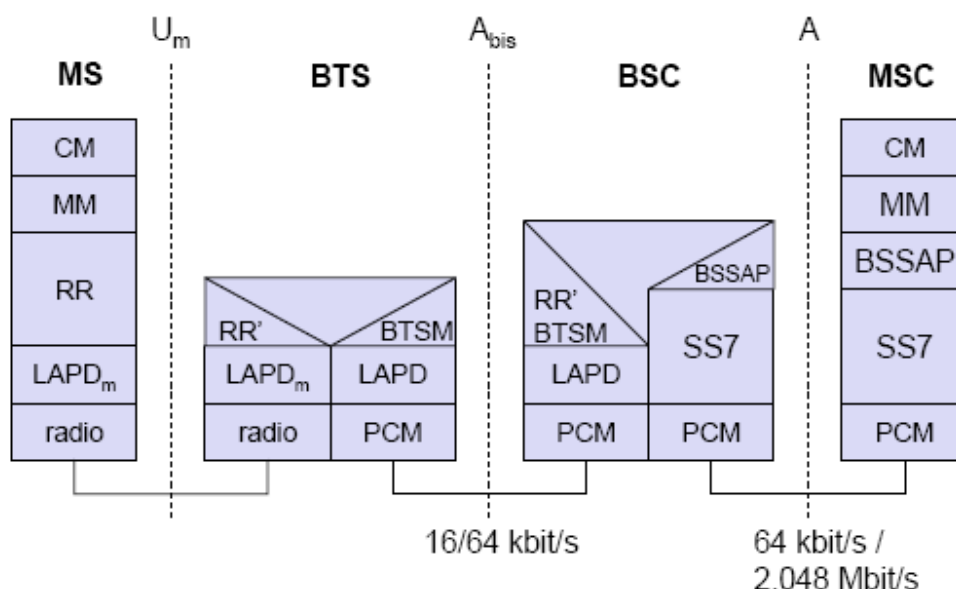 Um Abis A
MS BTS BSC MSC
CM
MM
RR
LAPDm
radio
RR'
BTSM
LAPDm
LAPD
radio
PCM
RR'
BTSM
BSSAP
LAPD
SS7
PCM
PCM
CM
MM
BSSAP
SS7
PCM
16/64 kbit/s
64 kbit/s /
2.048 Mbit/s